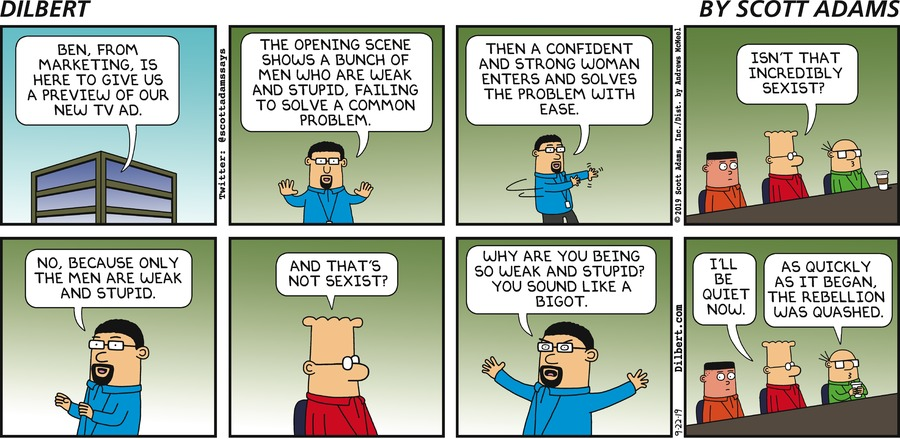 DILBERT
BY SCOTT ADAMS
BEN, FROM
MARKETING, IS
HERE TO GIVE US
A PREVIEW OF OUR
NEW TV AD.
Twitter: @scottadamssays
THE OPENING SCENE
SHOWS A BUNCH OF
MEN WHO ARE WEAK
AND STUPID, FAILING
TO SOLVE A COMMON
PROBLEM.
THEN A CONFIDENT
AND STRONG WOMAN
ENTERS AND SOLVES
THE PROBLEM WITH
EASE.
©2019 Scott Adams, Inc./Dist. by Andrews McMeel
ISN'T THAT
INCREDIBLY
SEXIST?
NO, BECAUSE ONLY
THE MEN ARE WEAK
AND STUPID.
AND THAT'S
NOT SEXIST?
WHY ARE YOU BEING
SO WEAK AND STUPID?
YOU SOUND LIKE A
BIGOT.
9-22-19 Dilbert.com
I'LL
BE
QUIET
NOW.
AS QUICKLY
AS IT BEGAN,
THE REBELLION
WAS QUASHED.